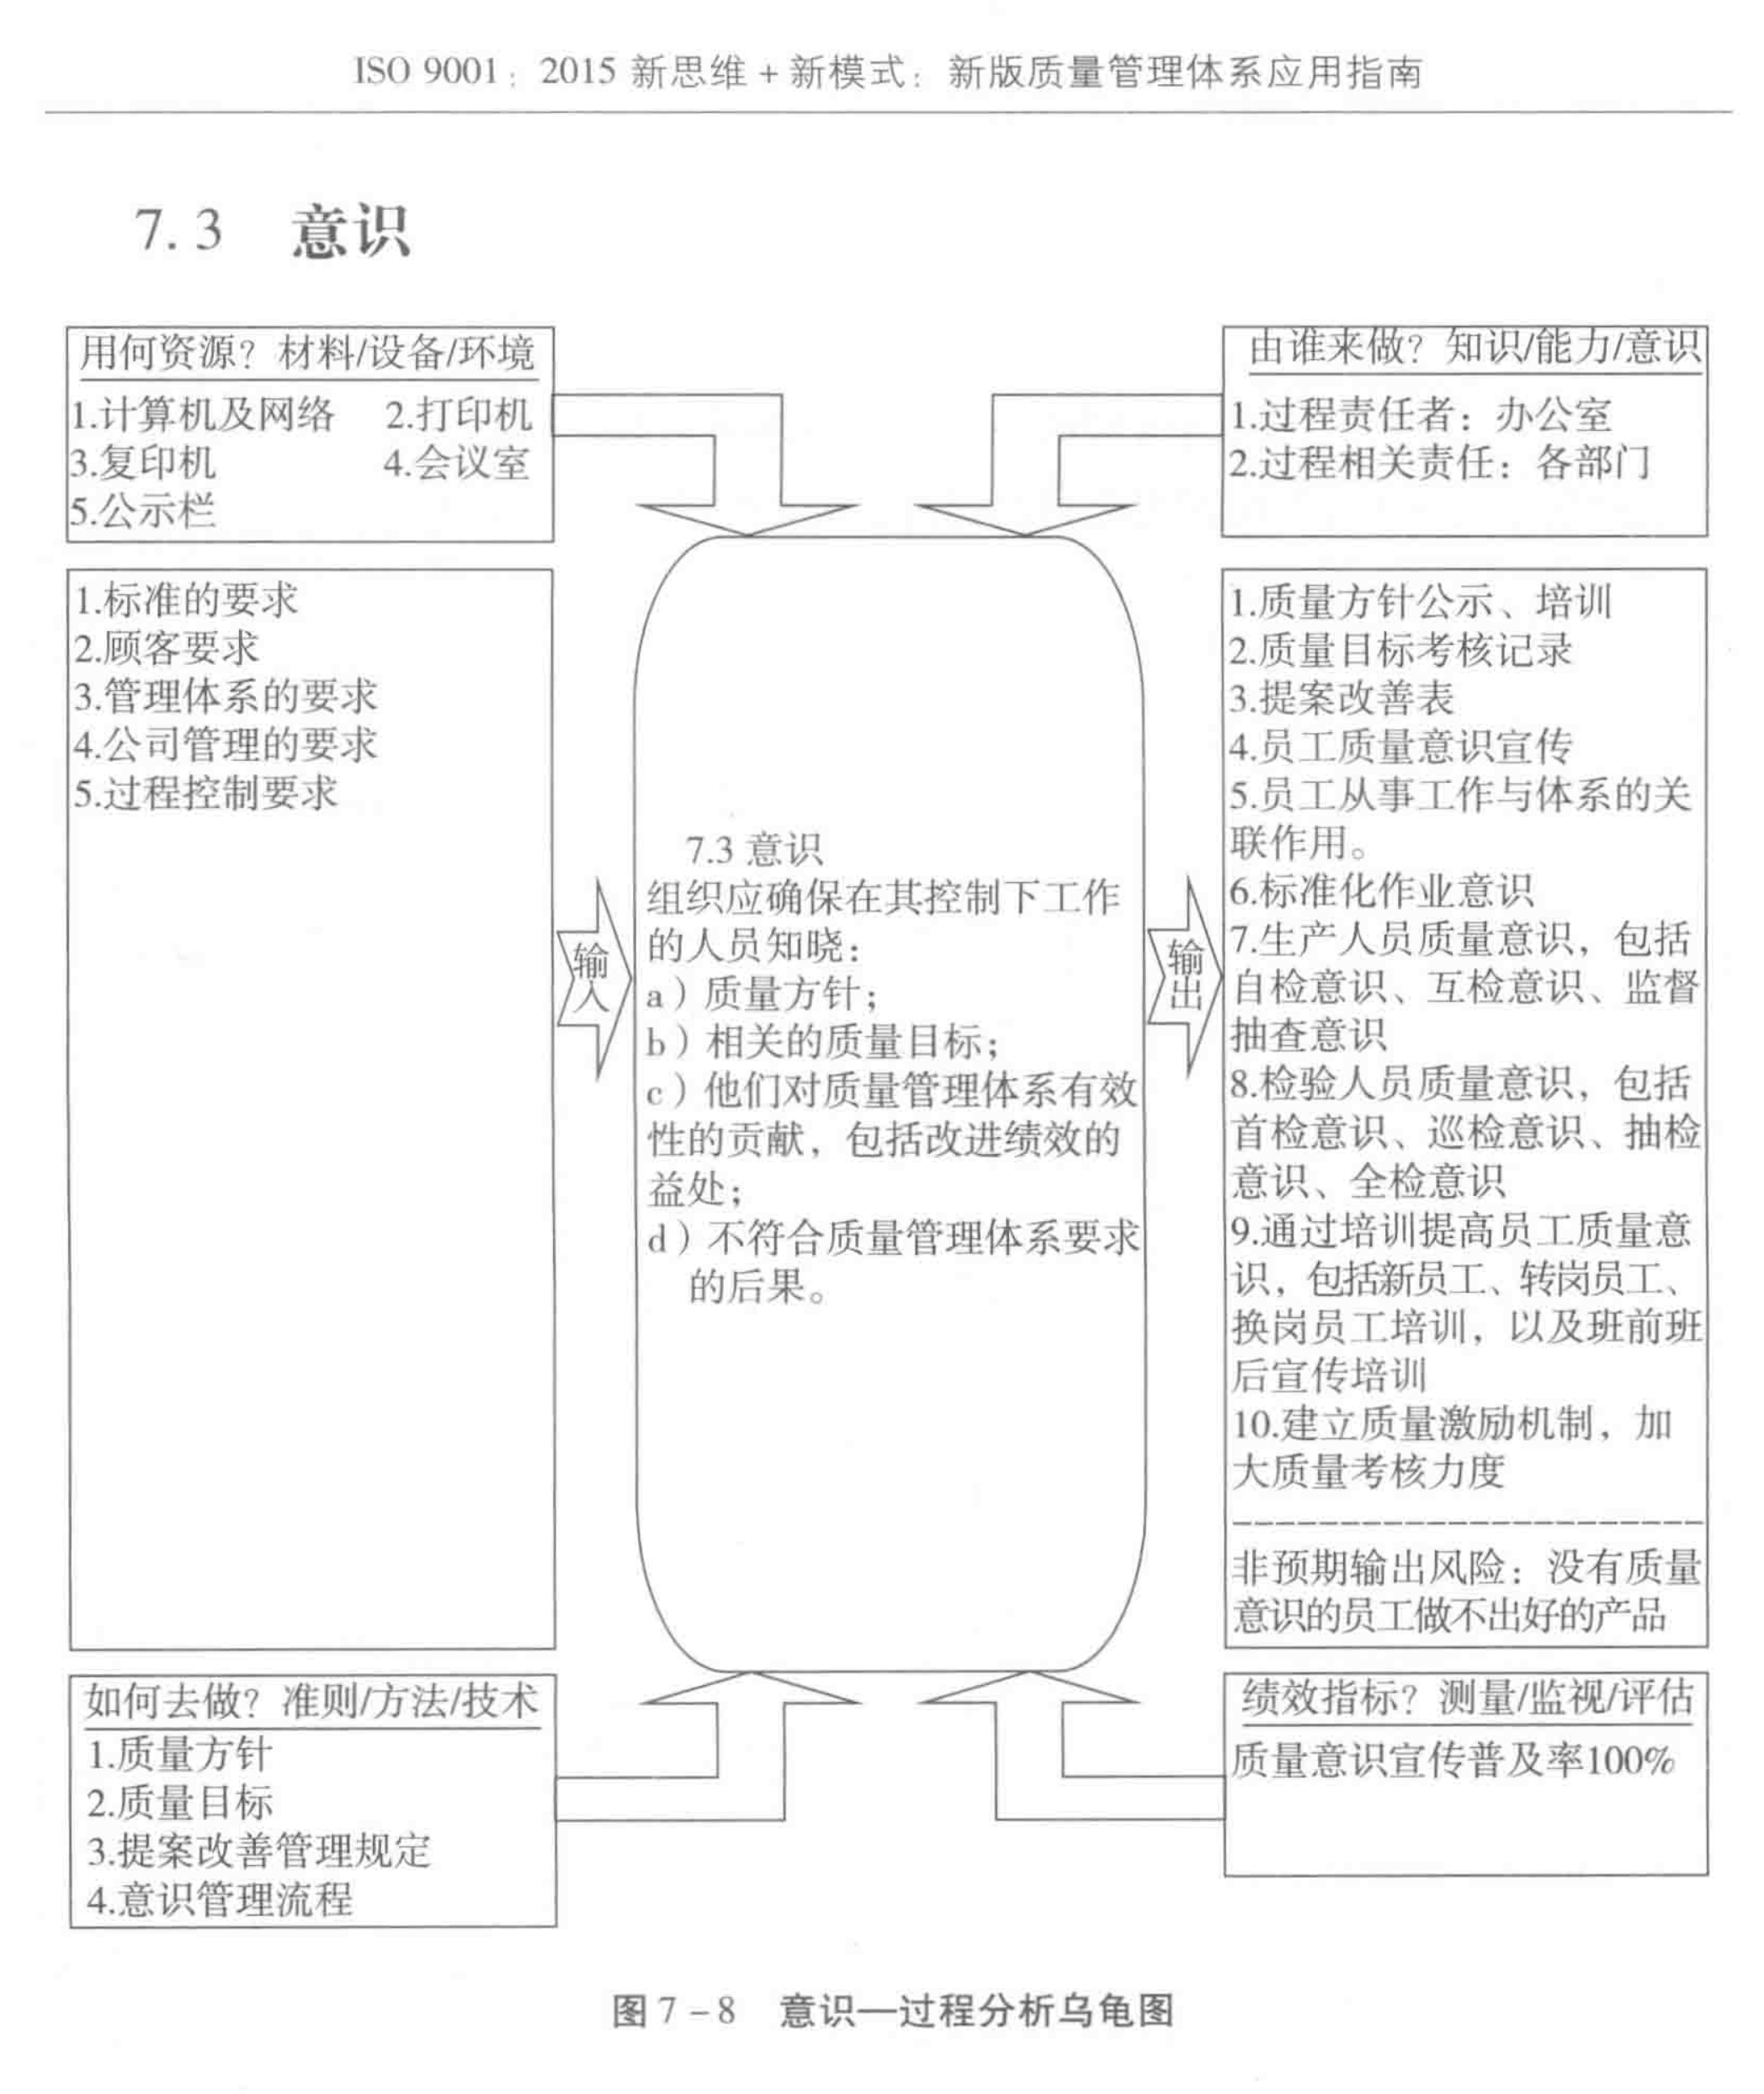 ISO 9001：2015 新思维 + 新模式：新版质量管理体系应用指南
7.3 意识
用何资源？材料/设备/环境
1.计算机及网络 2.打印机
3.复印机 4.会议室
5.公示栏
由谁来做？知识/能力/意识
1.过程责任者：办公室
2.过程相关责任：各部门
1.标准的要求
2.顾客要求
3.管理体系的要求
4.公司管理的要求
5.过程控制要求
输
入
7.3 意识
组织应确保在其控制下工作
的人员知晓：
a）质量方针；
b）相关的质量目标；
c）他们对质量管理体系有效
性的贡献，包括改进绩效的
益处；
d）不符合质量管理体系要求
的后果。
输
出
1.质量方针公示、培训
2.质量目标考核记录
3.提案改善表
4.员工质量意识宣传
5.员工从事工作与体系的关
联作用。
6.标准化作业意识
7.生产人员质量意识，包括
自检意识、互检意识、监督
抽查意识
8.检验人员质量意识，包括
首检意识、巡检意识、抽检
意识、全检意识
9.通过培训提高员工质量意
识，包括新员工、转岗员工、
换岗员工培训，以及班前班
后宣传培训
10.建立质量激励机制，加
大质量考核力度
非预期输出风险：没有质量
意识的员工做不出好的产品
如何去做？准则/方法/技术
1.质量方针
2.质量目标
3.提案改善管理规定
4.意识管理流程
绩效指标？测量/监视/评估
质量意识宣传普及率100%
图 7－8 意识—过程分析乌龟图